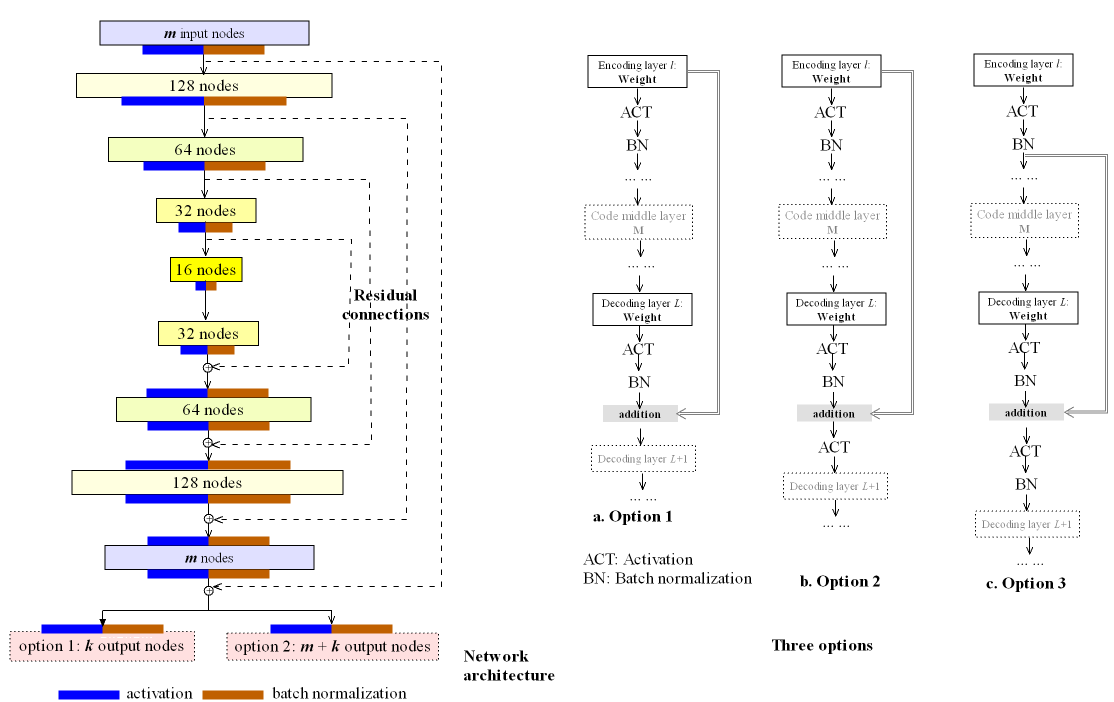 m input nodes
128 nodes
64 nodes
32 nodes
16 nodes
32 nodes
64 nodes
128 nodes
m nodes
Residual
connections
option 1: k output nodes
option 2: m + k output nodes
Network
architecture
activation
batch normalization
Encoding layer l:
Weight
ACT
BN
... ...
Code middle layer
M
... ...
Decoding layer L:
Weight
ACT
BN
addition
Decoding layer L+1
... ...
a. Option 1
ACT: Activation
BN: Batch normalization
Encoding layer l:
Weight
ACT
BN
... ...
Code middle layer
M
... ...
Decoding layer L:
Weight
ACT
BN
addition
ACT
Decoding layer L+1
... ...
b. Option 2
Encoding layer l:
Weight
ACT
BN
... ...
Code middle layer
M
... ...
Decoding layer L:
Weight
ACT
BN
addition
ACT
BN
Decoding layer L+1
... ...
c. Option 3
Three options